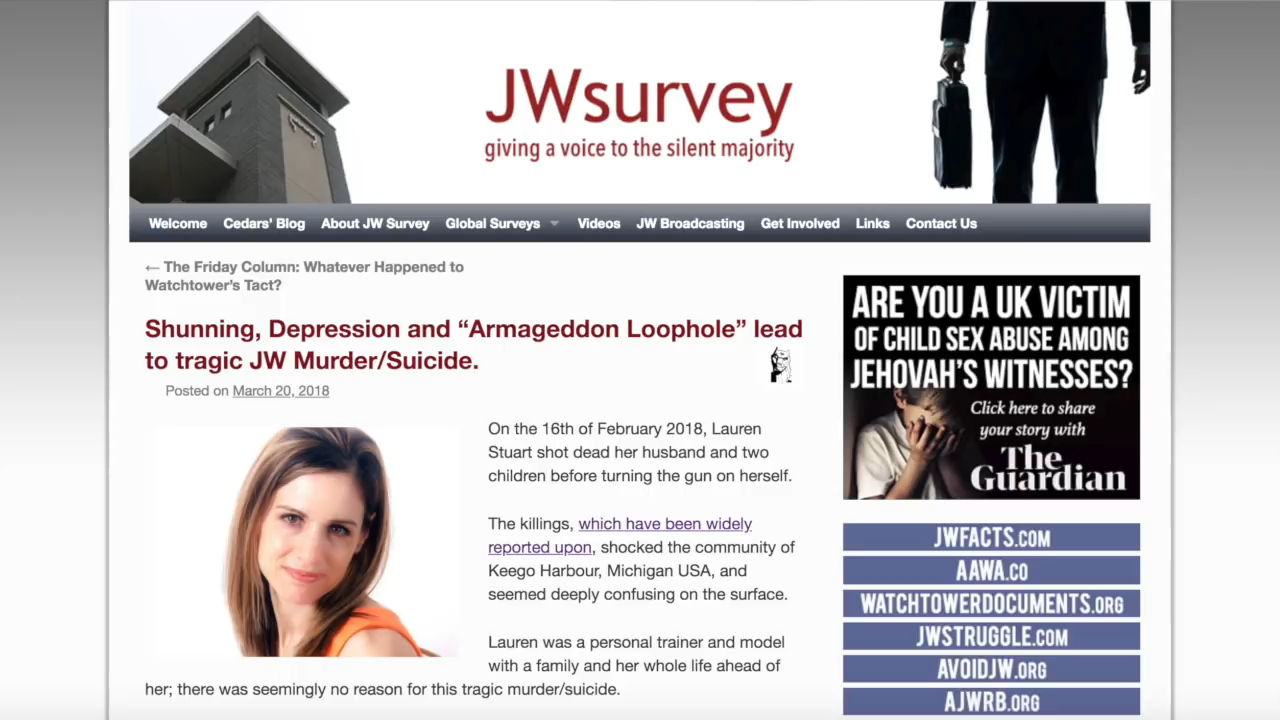 JWsurvey
giving a voice to the silent majority
Welcome Cedars' Blog About JW Survey Global Surveys Videos JW Broadcasting Get Involved Links Contact Us
← The Friday Column: Whatever Happened to
Watchtower's Tact?
Shunning, Depression and “Armageddon Loophole” lead
to tragic JW Murder/Suicide.
Posted on March 20, 2018
On the 16th of February 2018, Lauren
Stuart shot dead her husband and two
children before turning the gun on herself.
The killings, which have been widely
reported upon, shocked the community of
Keego Harbour, Michigan USA, and
seemed deeply confusing on the surface.
Lauren was a personal trainer and model
with a family and her whole life ahead of
her; there was seemingly no reason for this tragic murder/suicide.
ARE YOU A UK VICTIM
OF CHILD SEX ABUSE AMONG
JEHOVAH'S WITNESSES?
Click here to share
your story with
The
Guardian
JWFACTS.COM
AAWA.CO
WATCHTOWERDOCUMENTS.ORG
JWSTRUGGLE.COM
AVOIDJW.ORG
AJWRB.ORG